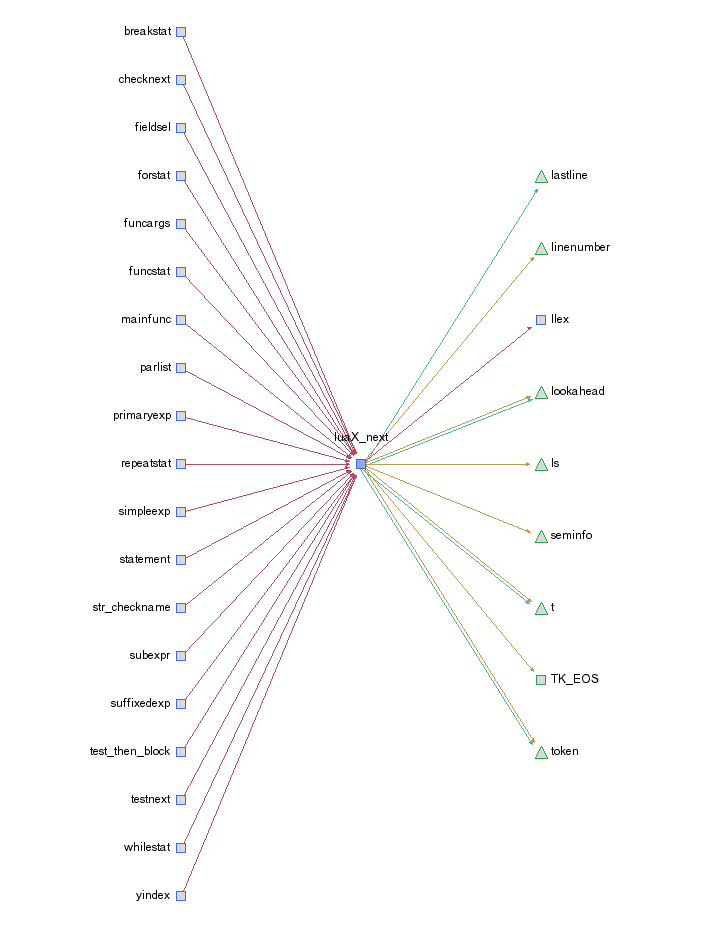 breakstat
checknext
fieldsel
forstat
lastline
funcargs
linenumber
funcstat
mainfunc
llex
parlist
lookahead
primaryexp
luaX_next
repeatstat
ls
simpleexp
seminfo
statement
str_checkname
t
subexpr
TK_EOS
suffixedexp
test_then_block
token
testnext
whilestat
yindex